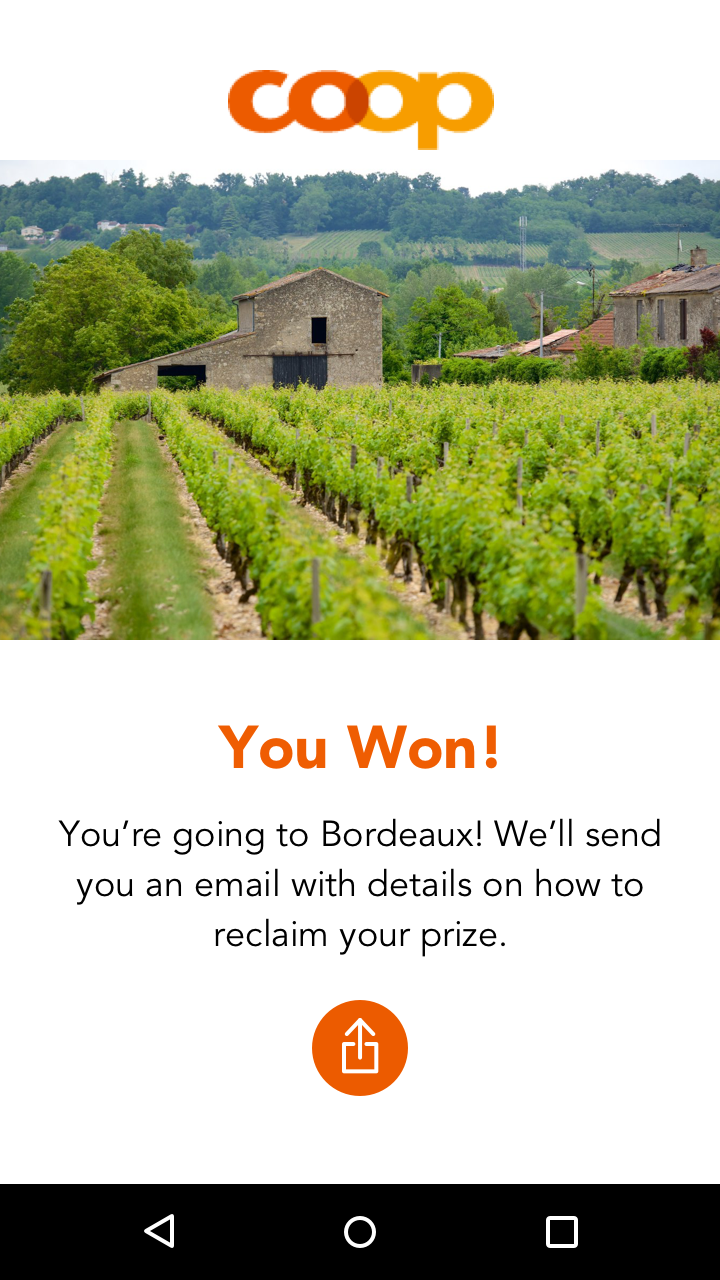 coop
You Won!
You’re going to Bordeaux! We’ll send
you an email with details on how to
reclaim your prize.